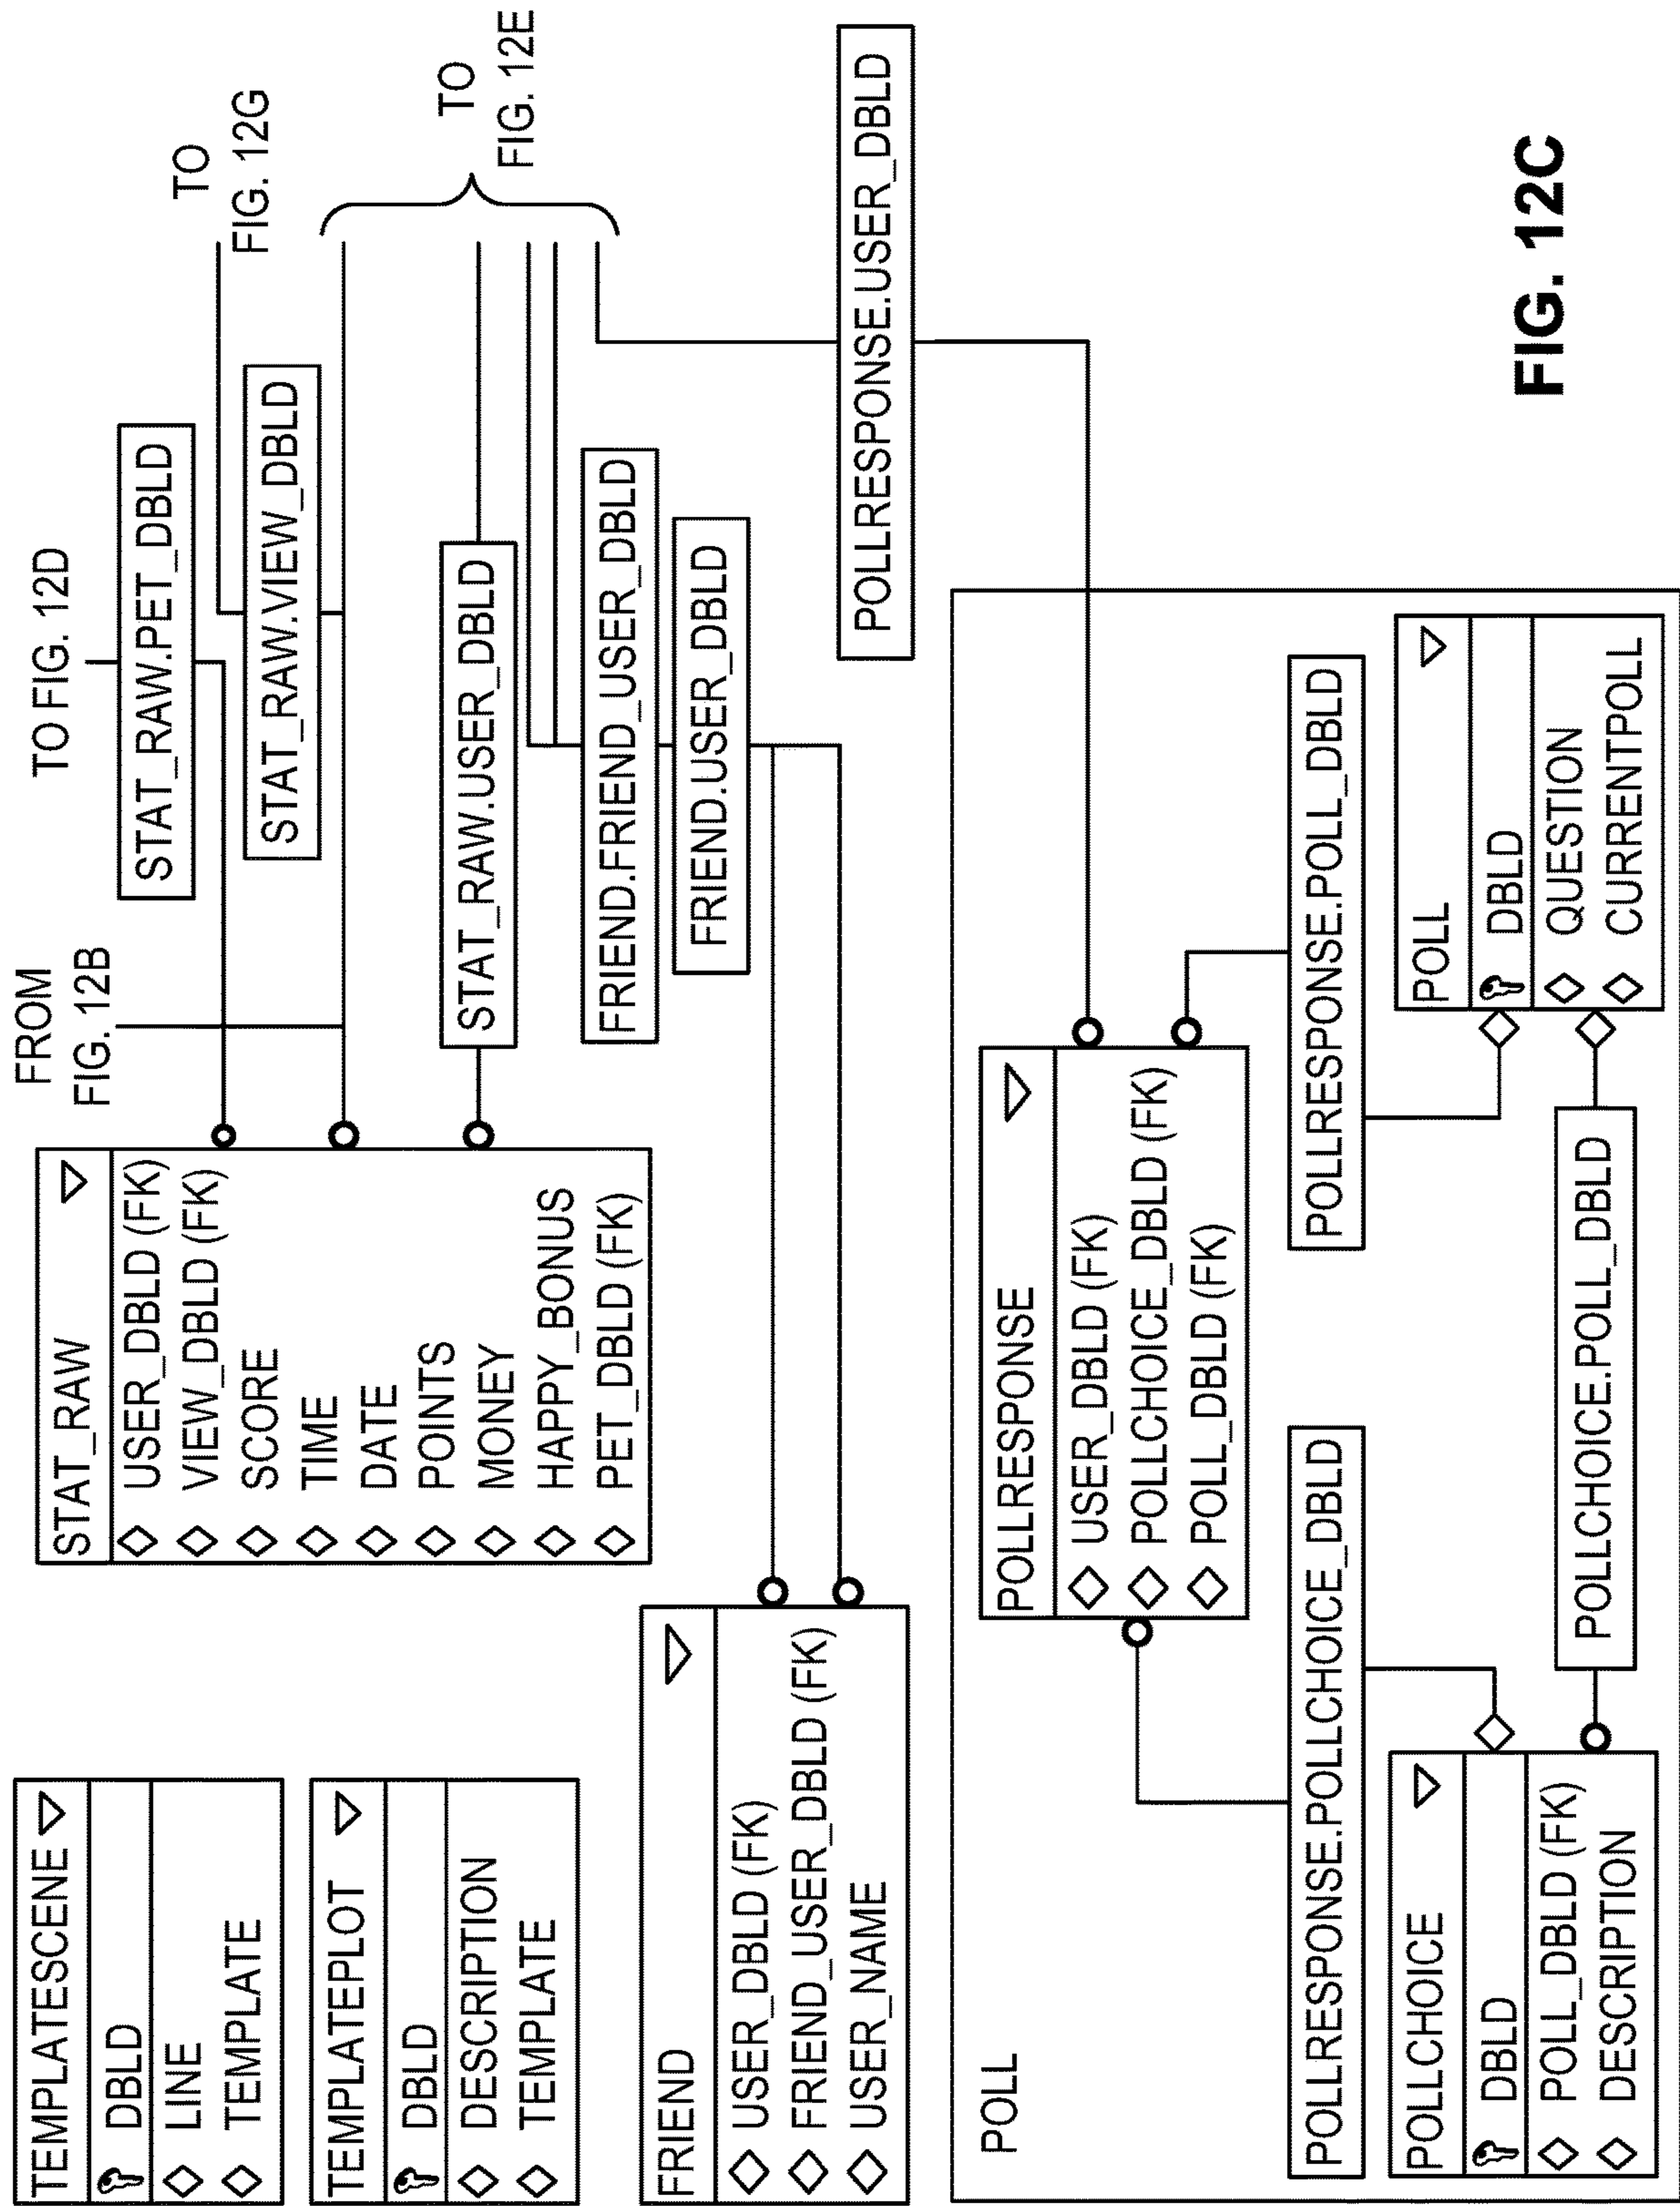 TEMPLATESCENE
DBLD
LINE
TEMPLATE
TEMPLATEPLOT
DBLD
DESCRIPTION
TEMPLATE
STAT_RAW
USER_DBLD (FK)
VIEW_DBLD (FK)
SCORE
TIME
DATE
POINTS
MONEY
HAPPY_BONUS
PET_DBLD (FK)
FROM
FIG. 12B
TO FIG. 12D
STAT_RAW.PET_DBLD
STAT_RAW.VIEW_DBLD
TO
FIG. 12G
STAT_RAW.USER_DBLD
TO
FIG. 12E
FRIEND.FRIEND_USER_DBLD
FRIEND.USER_DBLD
FRIEND
USER_DBLD (FK)
FRIEND_USER_DBLD (FK)
USER_NAME
POLLRESPONSE.USER_DBLD
POLL
POLLRESPONSE
USER_DBLD (FK)
POLLCHOICE_DBLD (FK)
POLL_DBLD (FK)
POLLRESPONSE.POLLCHOICE_DBLD
POLLRESPONSE.POLL_DBLD
POLLCHOICE
DBLD
POLL_DBLD (FK)
DESCRIPTION
POLLCHOICE.POLL_DBLD
POLL
DBLD
QUESTION
CURRENTPOLL
FIG. 12C